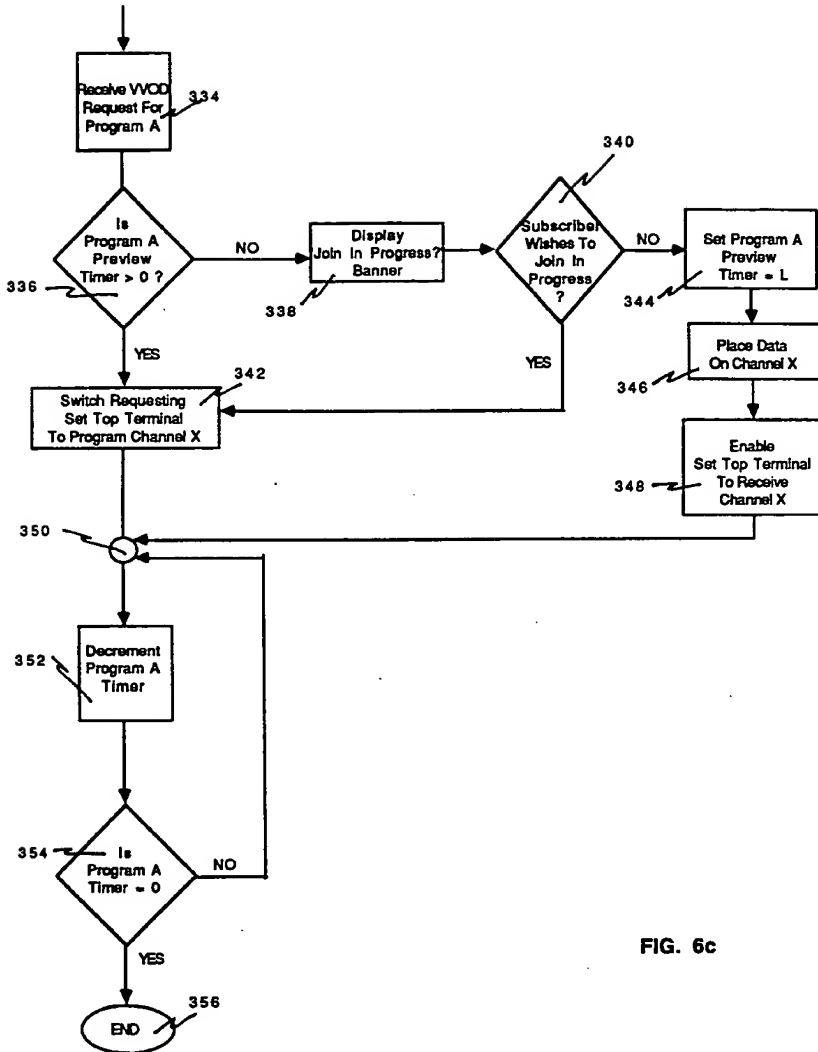 Receive VVOD
Request For
Program A
334
Is
Program A
Preview
Timer > 0 ?
336
NO
YES
Display
Join In Progress?
Banner
338
340
Subscriber
Wishes To
Join In
Progress
?
NO
YES
Set Program A
Preview
Timer = L
344
Place Data
On Channel X
346
Enable
Set Top Terminal
To Receive
Channel X
348
342
Switch Requesting
Set Top Terminal
To Program Channel X
350
Decrement
Program A
Timer
352
Is
Program A
Timer = 0
354
NO
YES
END
356
FIG. 6c